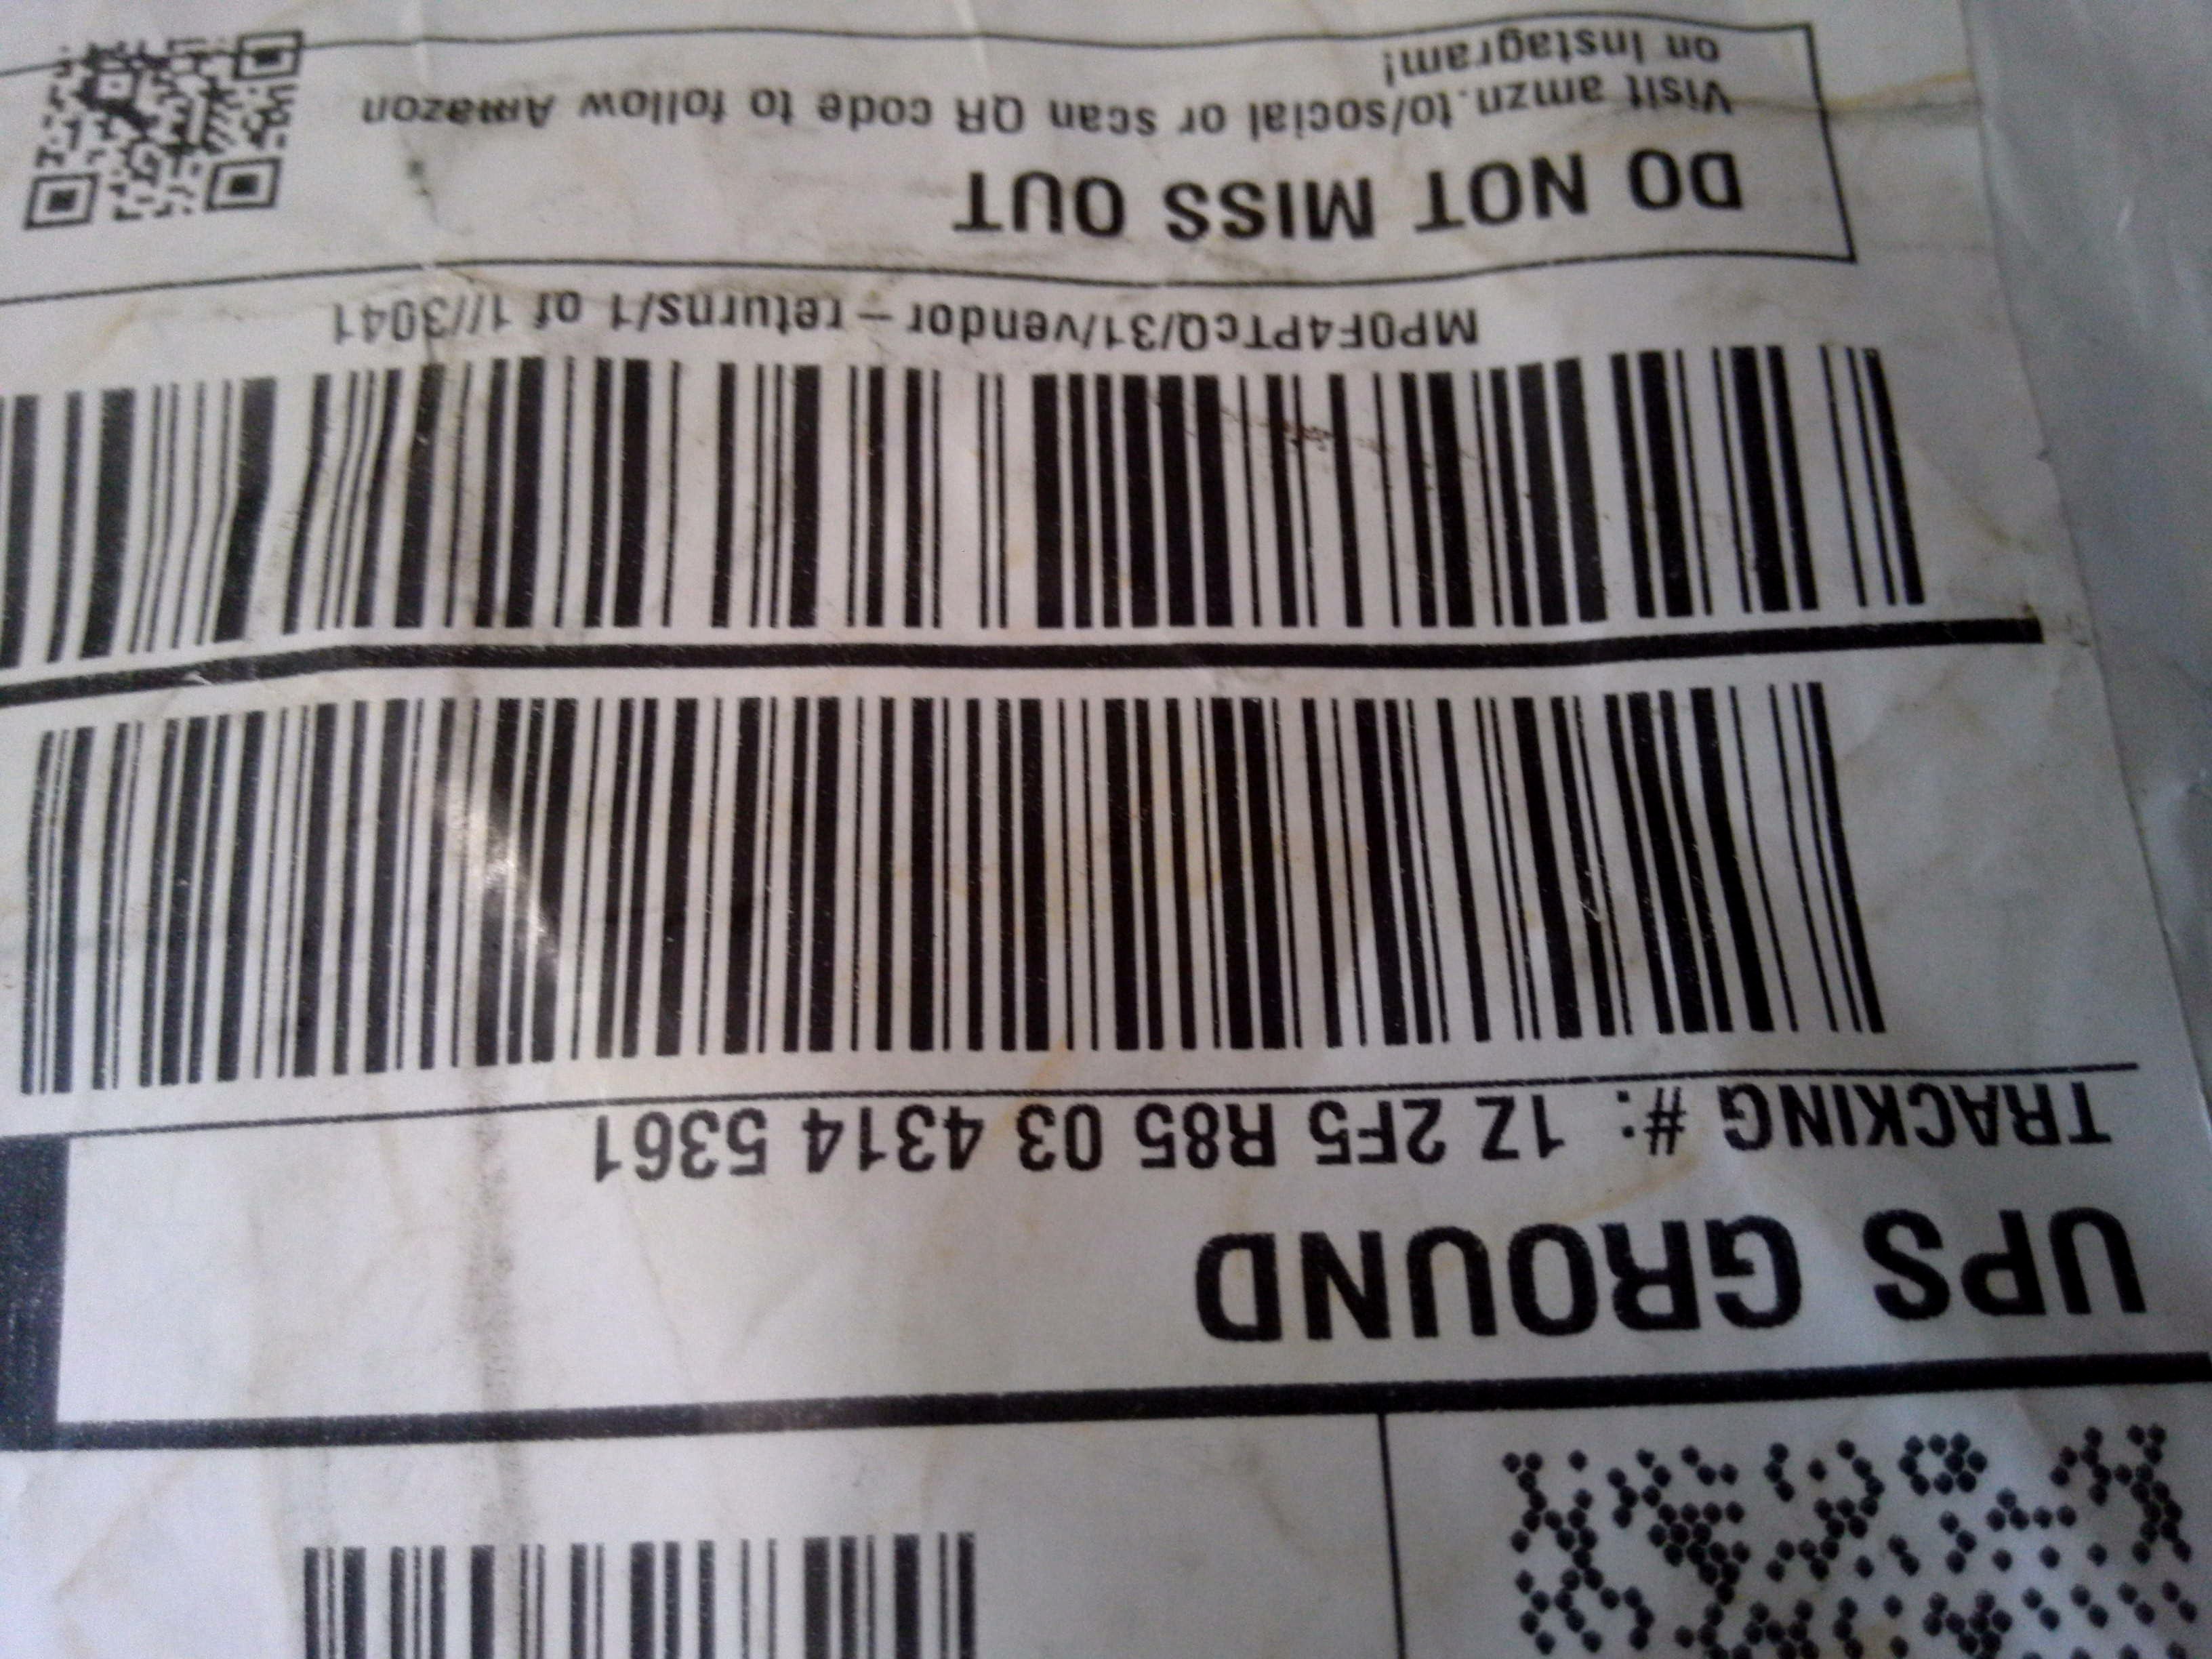 UPS GROUND
TRACKING #: 1Z 2F5 R85 03 4314 5361
MP0F4PTcQ/31/vendor-returns/1 of 1//3041
DO NOT MISS OUT
Visit amzn.to/social or scan QR code to follow Amazon
on Instagram!